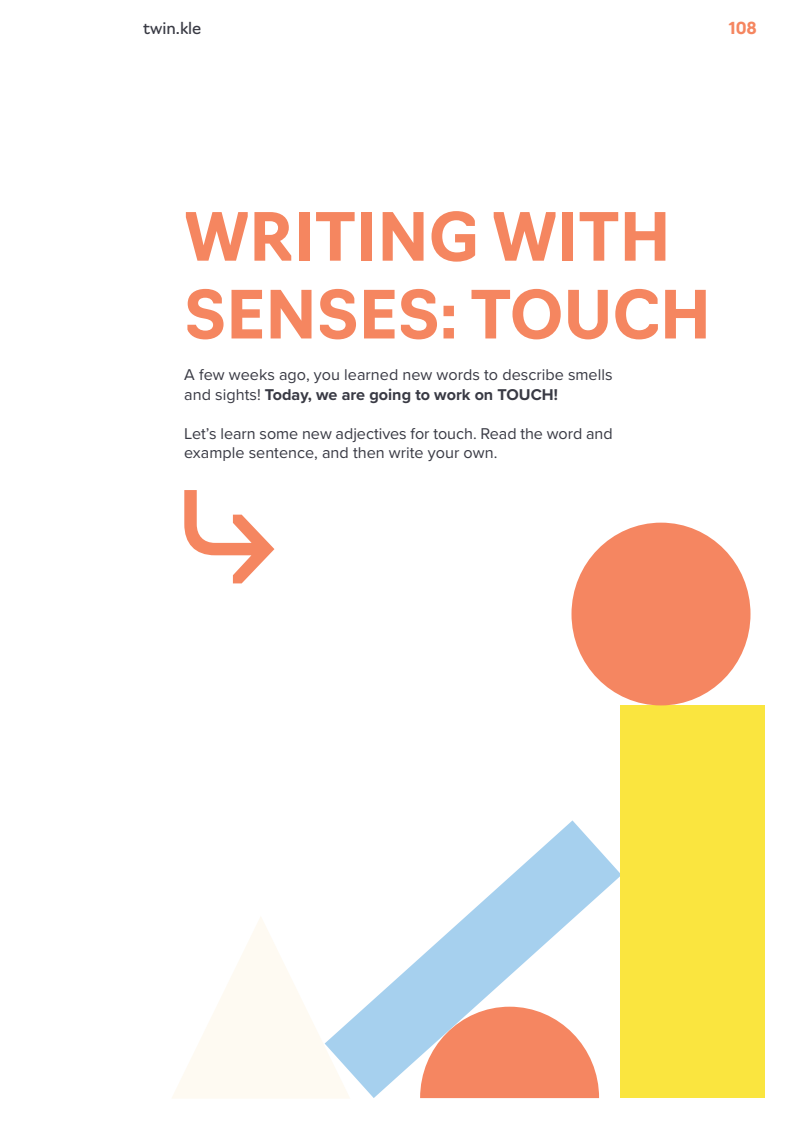 twin.kle
108
WRITING WITH
SENSES: TOUCH
A few weeks ago, you learned new words to describe smells
and sights! Today, we are going to work on TOUCH!
Let’s learn some new adjectives for touch. Read the word and
example sentence, and then write your own.